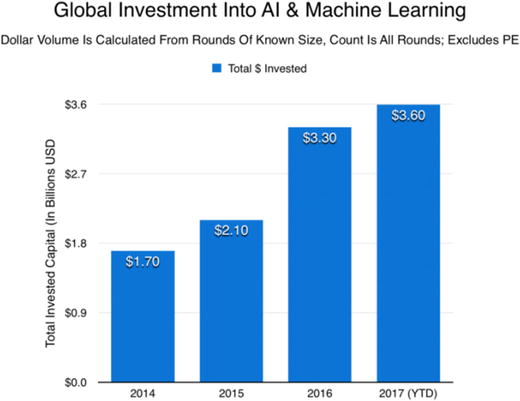 Global Investment Into AI & Machine Learning
Dollar Volume Is Calculated From Rounds Of Known Size, Count Is All Rounds; Excludes PE
Total $ Invested
Total Invested Capital (In Billions USD
$3.6
$2.7
$1.8
$0.9
$0.0
$1.70
$2.10
$3.30
$3.60
2014
2015
2016
2017 (YTD)